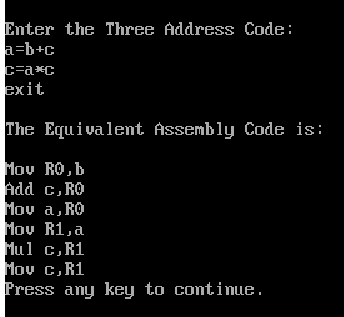 Enter the Three Address Code:
a=b+c
c=a*c
exit
The Equivalent Assembly Code is:
Mov R0,b
Add c,R0
Mov a,R0
Mov R1,a
Mul c,R1
Mov c,R1
Press any key to continue.